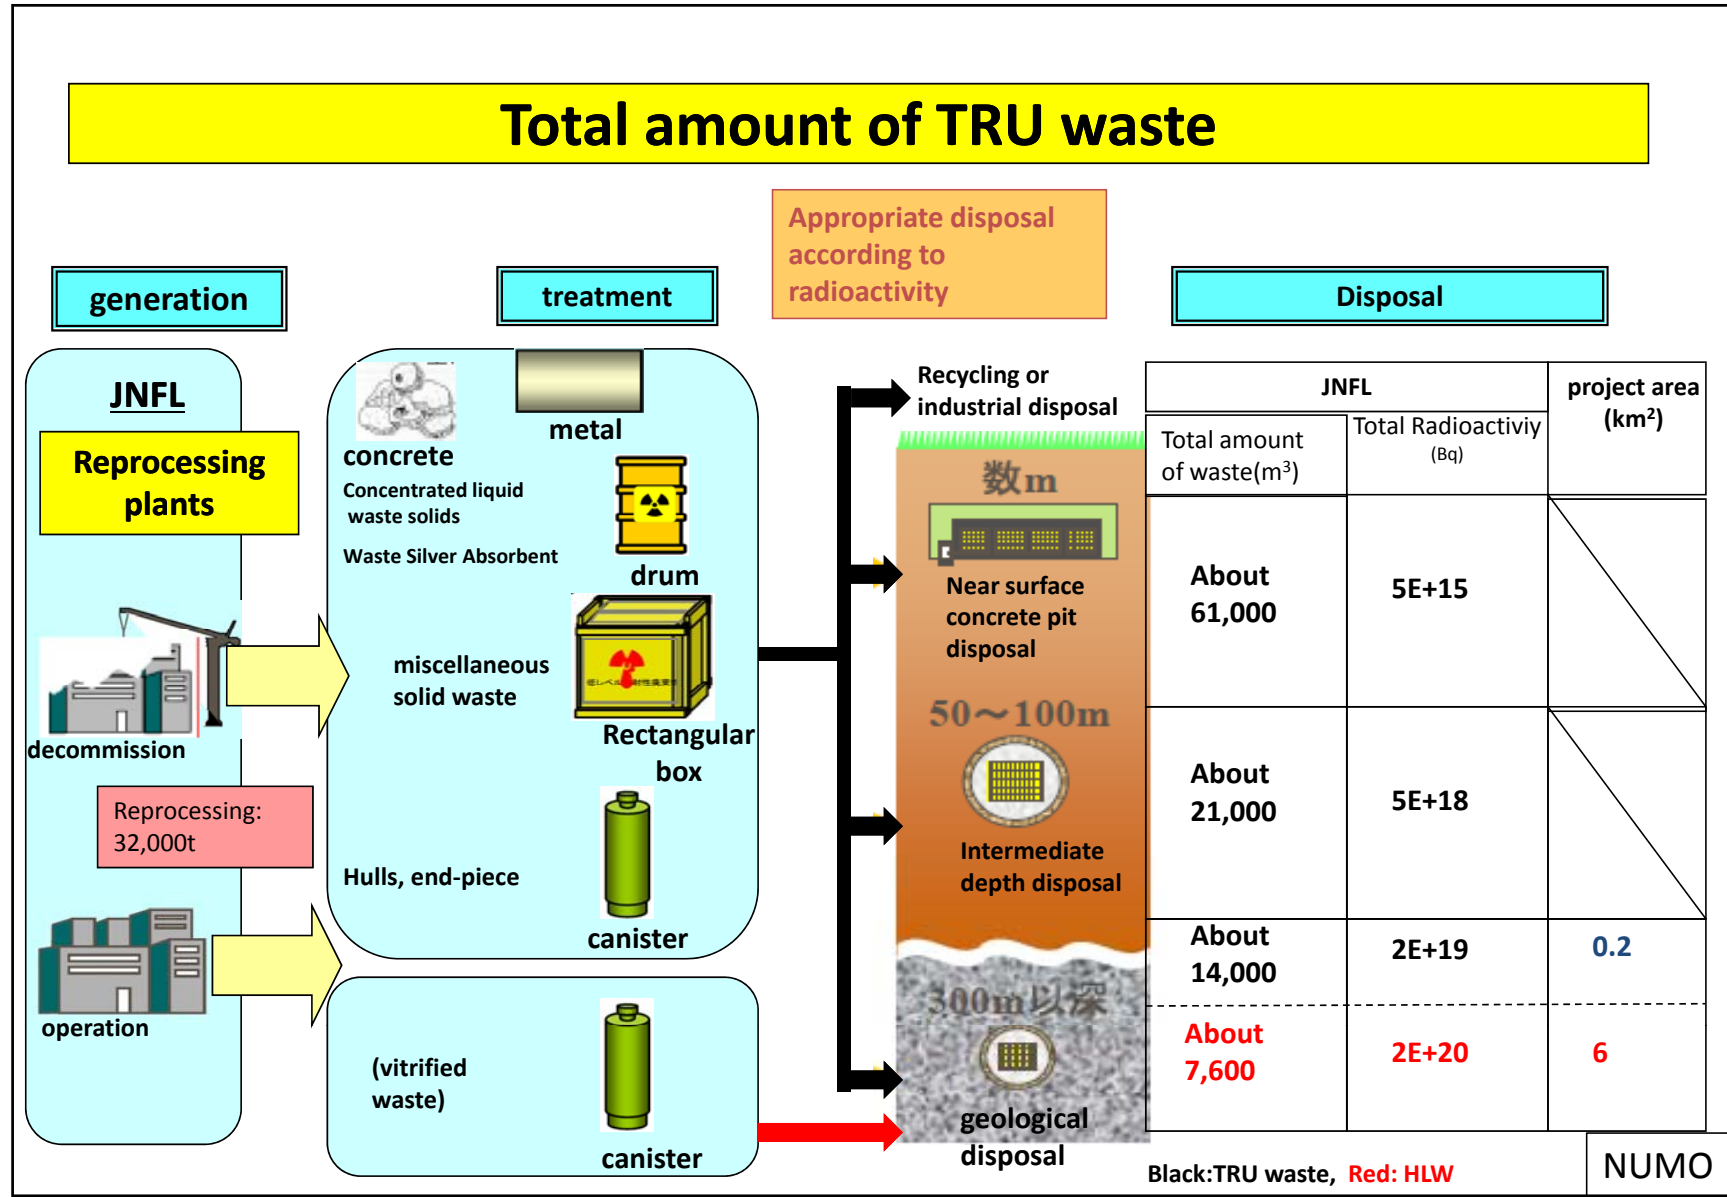 Total amount of TRU waste
Appropriate disposal
according to
radioactivity
generation
treatment
Disposal
JNFL
Reprocessing
plants
decommission
Reprocessing:
32,000t
operation
concrete
metal
Concentrated liquid
waste solids
Waste Silver Absorbent
drum
miscellaneous
solid waste
Rectangular
box
Hulls, end-piece
canister
(vitrified
waste)
canister
Recycling or
industrial disposal
数m
Near surface
concrete pit
disposal
50～100m
Intermediate
depth disposal
300m以深
geological
disposal
JNFL
project area
(km²)
Total amount
of waste(m³)
Total Radioactiviy
(Bq)
About
61,000
5E+15
About
21,000
5E+18
About
14,000
2E+19
0.2
About
7,600
2E+20
6
Black:TRU waste, Red: HLW
NUMO